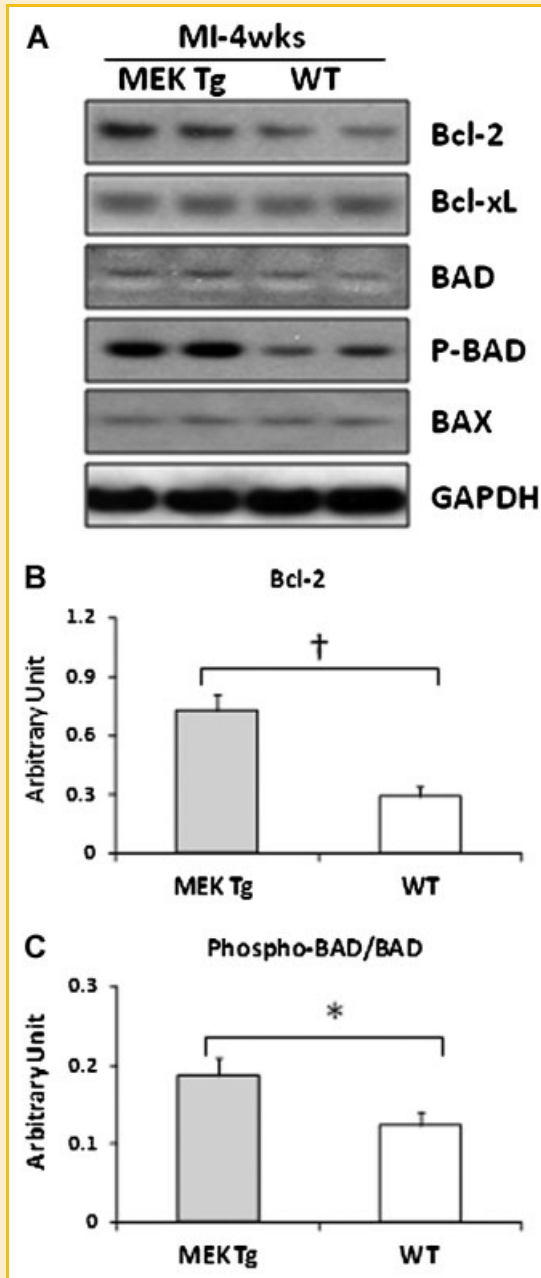 A
MI-4wks
MEK Tg WT
Bcl-2
Bcl-xL
BAD
P-BAD
BAX
GAPDH
B
Bcl-2
Arbitrary Unit
1.2
0.9
0.6
0.3
0
†
MEK Tg WT
C
Phospho-BAD/BAD
Arbitrary Unit
0.3
0.2
0.1
0
*
MEK Tg WT